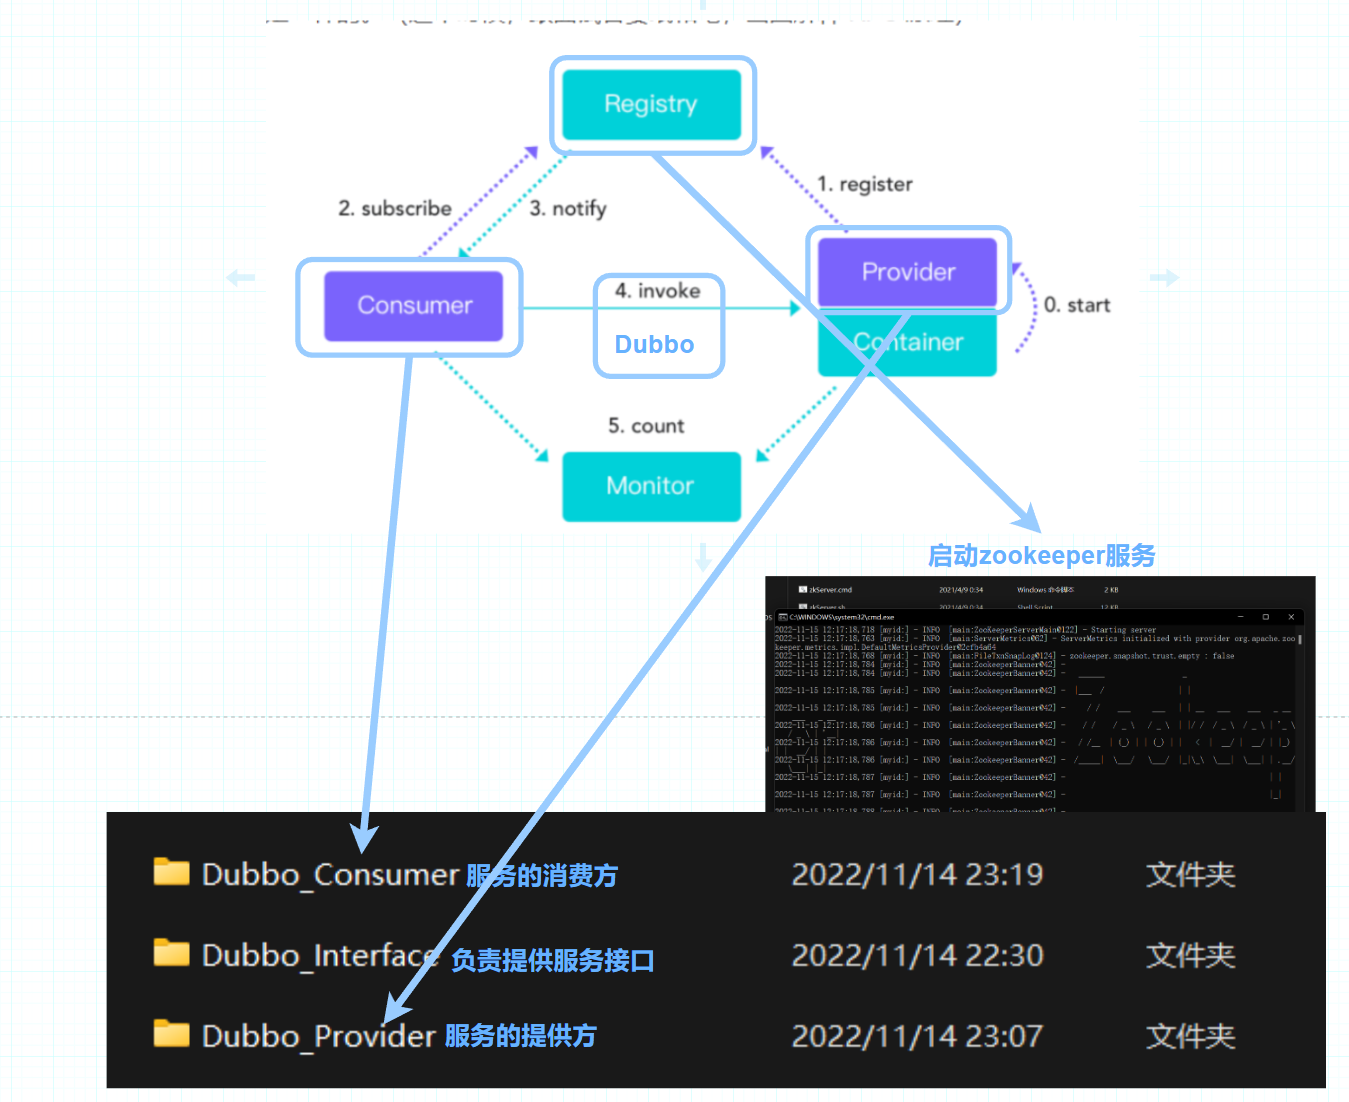 Registry
1. register
2. subscribe
3. notify
Provider
4. invoke
Consumer
0. start
Dubbo
Container
5. count
Monitor
启动zookeeper服务
zkServer.cmd 2021/4/9 0:34 Windows 命令脚本 2 KB
zkServer.sh 2021/4/9 0:34 Shell Script 12 KB
C:\WINDOWS\system32\cmd.exe
2022-11-15 12:17:18,718 [myid:] - INFO [main:ZooKeeperServerMain@122] - Starting server
2022-11-15 12:17:18,763 [myid:] - INFO [main:ServerMetrics@62] - ServerMetrics initialized with provider org.apache.zoo
keeper.metrics.impl.DefaultMetricsProvider@2cfb4a64
2022-11-15 12:17:18,768 [myid:] - INFO [main:FileTxnSnapLog@124] - zookeeper.snapshot.trust.empty : false
2022-11-15 12:17:18,784 [myid:] - INFO [main:ZookeeperBanner@42] -
2022-11-15 12:17:18,784 [myid:] - INFO [main:ZookeeperBanner@42] -
2022-11-15 12:17:18,785 [myid:] - INFO [main:ZookeeperBanner@42] -
2022-11-15 12:17:18,785 [myid:] - INFO [main:ZookeeperBanner@42] -
2022-11-15 12:17:18,786 [myid:] - INFO [main:ZookeeperBanner@42] -
2022-11-15 12:17:18,786 [myid:] - INFO [main:ZookeeperBanner@42] -
2022-11-15 12:17:18,786 [myid:] - INFO [main:ZookeeperBanner@42] -
2022-11-15 12:17:18,787 [myid:] - INFO [main:ZookeeperBanner@42] -
2022-11-15 12:17:18,787 [myid:] - INFO [main:ZookeeperBanner@42] -
2022-11-15 12:17:18,788 [myid:] - INFO [main:ZookeeperBanner@42] -
Dubbo_Consumer 服务的消费方 2022/11/14 23:19 文件夹
Dubbo_Interface 负责提供服务接口 2022/11/14 22:30 文件夹
Dubbo_Provider 服务的提供方 2022/11/14 23:07 文件夹